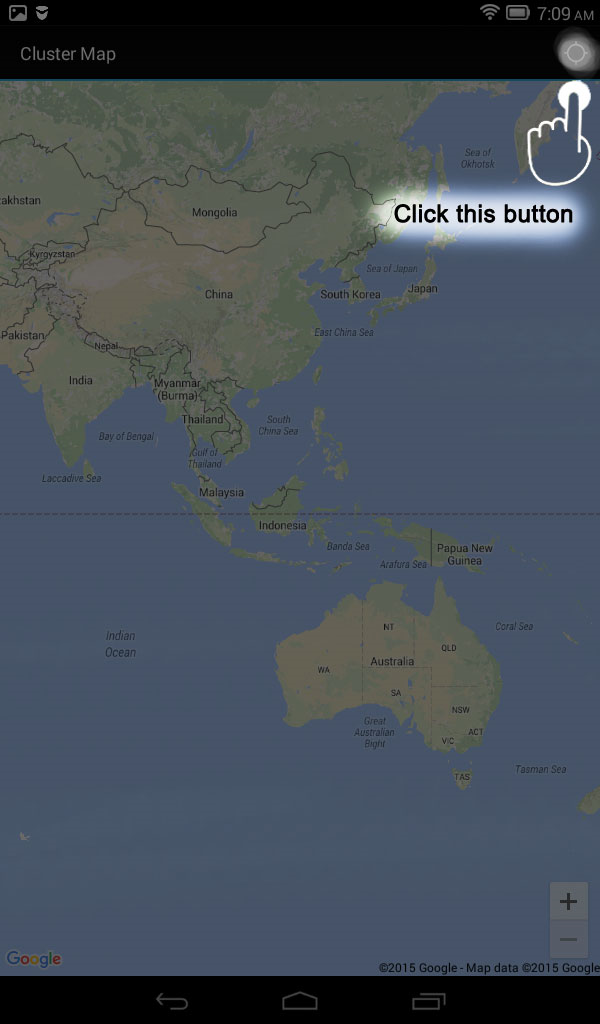 7:09 AM
Cluster Map
Sea of
Okhotsk
akhstan
Mongolia
Click this button
Kyrgyzstan
Sea of Japan
China
South Korea
Japan
Pakistan
East China Sea
Nepal
India
Myanmar
(Burma)
Thailand
South
China Sea
Bay of Bengal
Gulf of
Thailand
Laccadive Sea
Malaysia
Indonesia
Banda Sea
Papua New
Guinea
Arafura Sea
Indian
Ocean
NT
Coral Sea
QLD
WA
Australia
SA
NSW
Great
Australian
Bight
ACT
VIC
TAS
Tasman Sea
+
−
Google
©2015 Google - Map data ©2015 Google